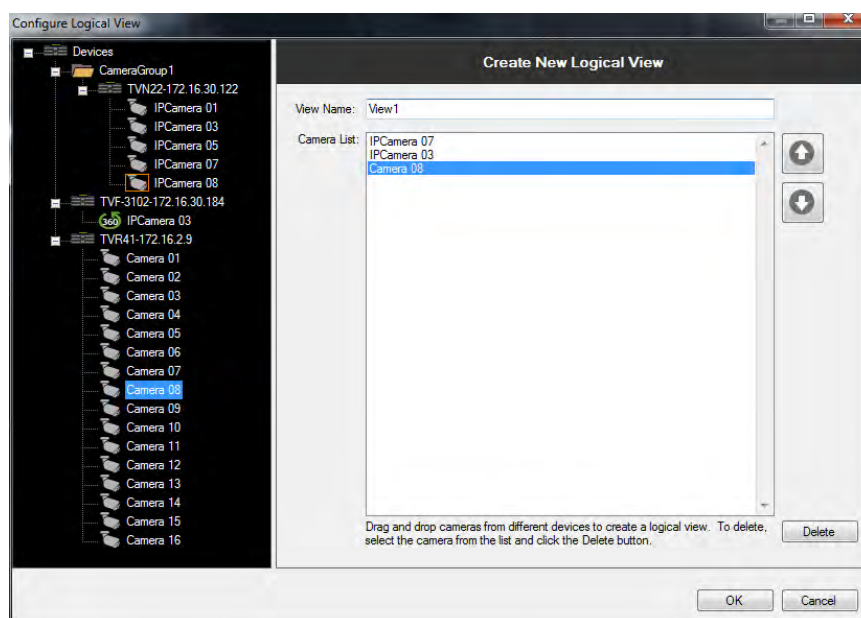 Configure Logical View
Devices
CameraGroup1
TVN22-172.16.30.122
IPCamera 01
IPCamera 03
IPCamera 05
IPCamera 07
IPCamera 08
TVF-3102-172.16.30.184
360 IPCamera 03
TVR41-172.16.2.9
Camera 01
Camera 02
Camera 03
Camera 04
Camera 05
Camera 06
Camera 07
Camera 08
Camera 09
Camera 10
Camera 11
Camera 12
Camera 13
Camera 14
Camera 15
Camera 16
Create New Logical View
View Name: View1
Camera List: IPCamera 07
IPCamera 03
Camera 08
Drag and drop cameras from different devices to create a logical view. To delete,
select the camera from the list and click the Delete button.
Delete
OK Cancel